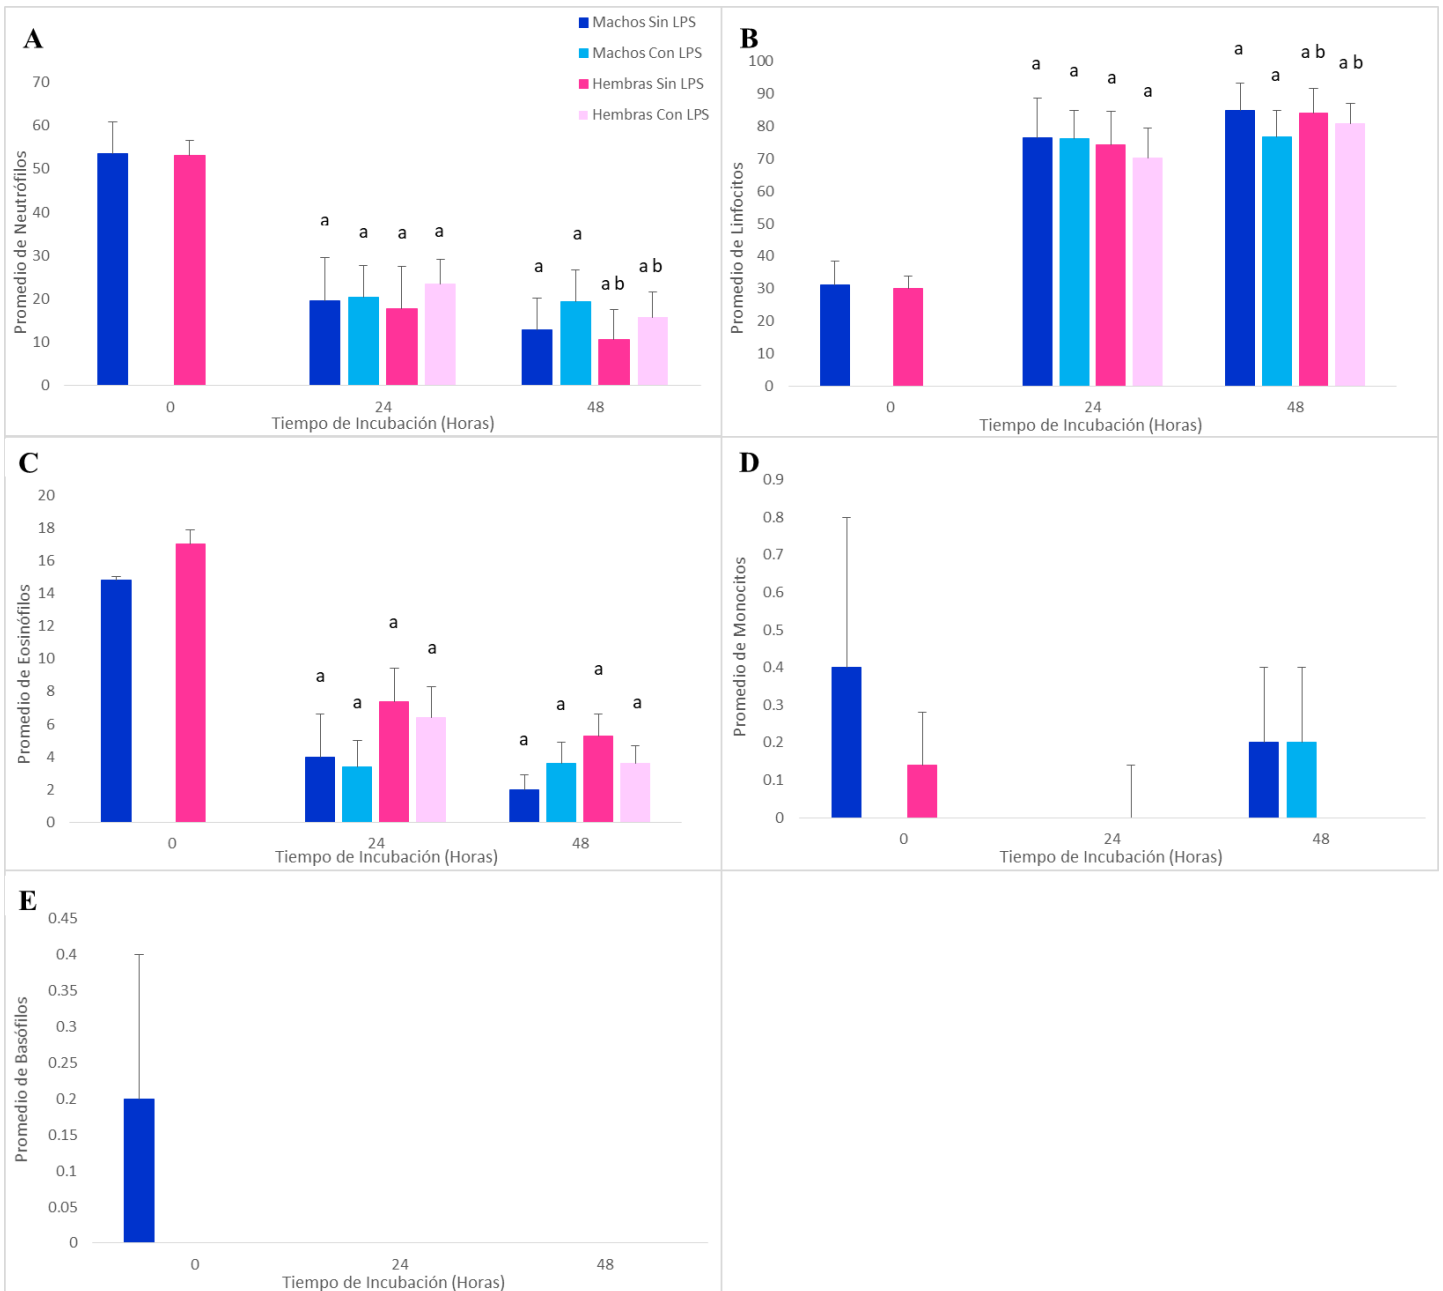 A
Machos Sin LPS
Machos Con LPS
Hembras Sin LPS
Hembras Con LPS
Promedio de Neutrófilos
70
60
50
40
30
20
10
0
a a a a
a a a b a b
0 24 48
Tiempo de Incubación (Horas)
B
Promedio de Linfocitos
100
90
80
70
60
50
40
30
20
10
0
a a a a
a a a b a b
0 24 48
Tiempo de Incubación (Horas)
C
Promedio de Eosinófilos
20
18
16
14
12
10
8
6
4
2
0
a a a a
a a a a
0 24 48
Tiempo de Incubación (Horas)
D
Promedio de Monocitos
0.9
0.8
0.7
0.6
0.5
0.4
0.3
0.2
0.1
0
0 24 48
Tiempo de Incubación (Horas)
E
Promedio de Basófilos
0.45
0.4
0.35
0.3
0.25
0.2
0.15
0.1
0.05
0
0 24 48
Tiempo de Incubación (Horas)